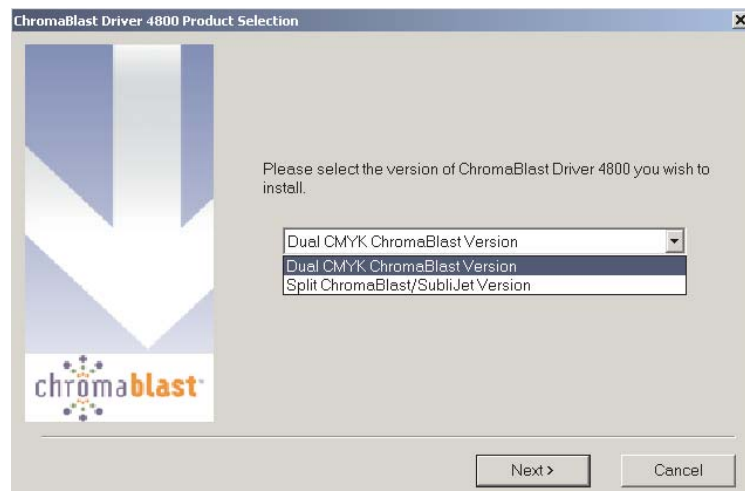 ChromaBlast Driver 4800 Product Selection
Please select the version of ChromaBlast Driver 4800 you wish to
install.
Dual CMYK ChromaBlast Version
Dual CMYK ChromaBlast Version
Split ChromaBlast/SubliJet Version
chromablast
Next >
Cancel